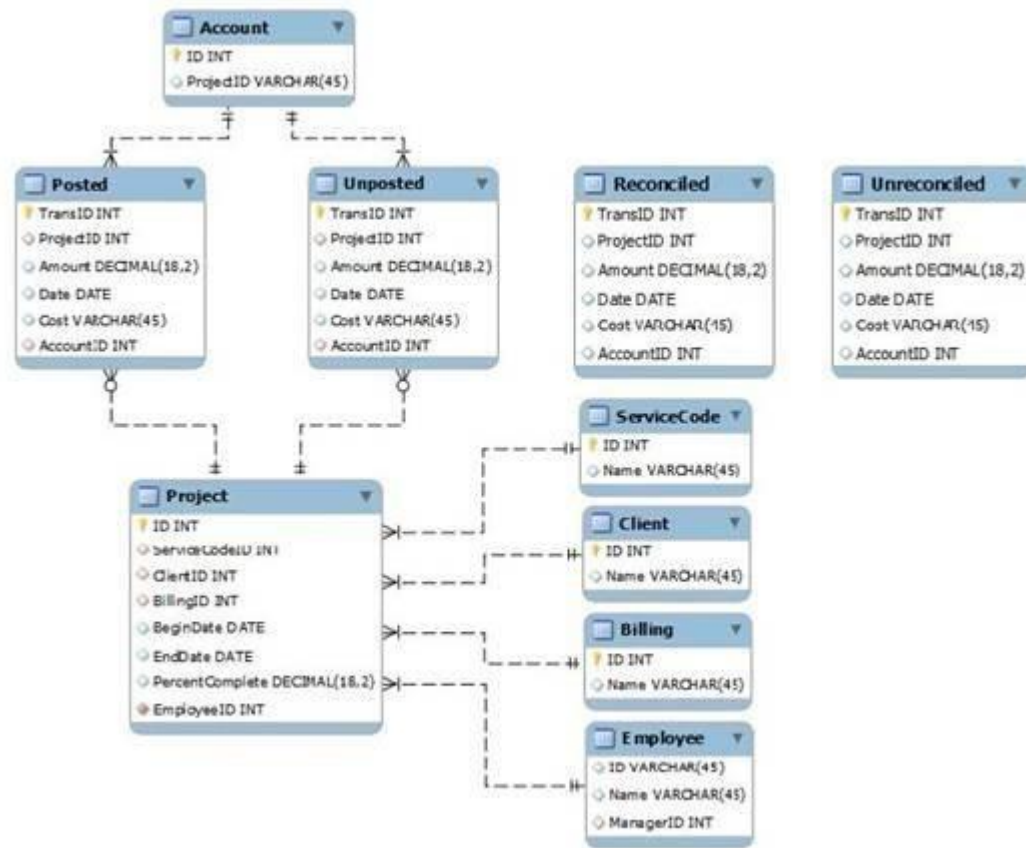 Account
ID INT
ProjectID VARCHAR(45)
Posted
TransID INT
ProjectID INT
Amount DECIMAL(18,2)
Date DATE
Cost VARCHAR(45)
AccountID INT
Unposted
TransID INT
ProjectID INT
Amount DECIMAL(18,2)
Date DATE
Cost VARCHAR(45)
AccountID INT
Reconciled
TransID INT
ProjectID INT
Amount DECIMAL(18,2)
Date DATE
Cost VARCHAR(45)
AccountID INT
Unreconciled
TransID INT
ProjectID INT
Amount DECIMAL(18,2)
Date DATE
Cost VARCHAR(45)
AccountID INT
Project
ID INT
ServiceCodeID INT
ClientID INT
BillingID INT
BeginDate DATE
EndDate DATE
PercentComplete DECIMAL(18,2)
EmployeeID INT
ServiceCode
ID INT
Name VARCHAR(45)
Client
ID INT
Name VARCHAR(45)
Billing
ID INT
Name VARCHAR(45)
Employee
ID VARCHAR(45)
Name VARCHAR(45)
ManagerID INT